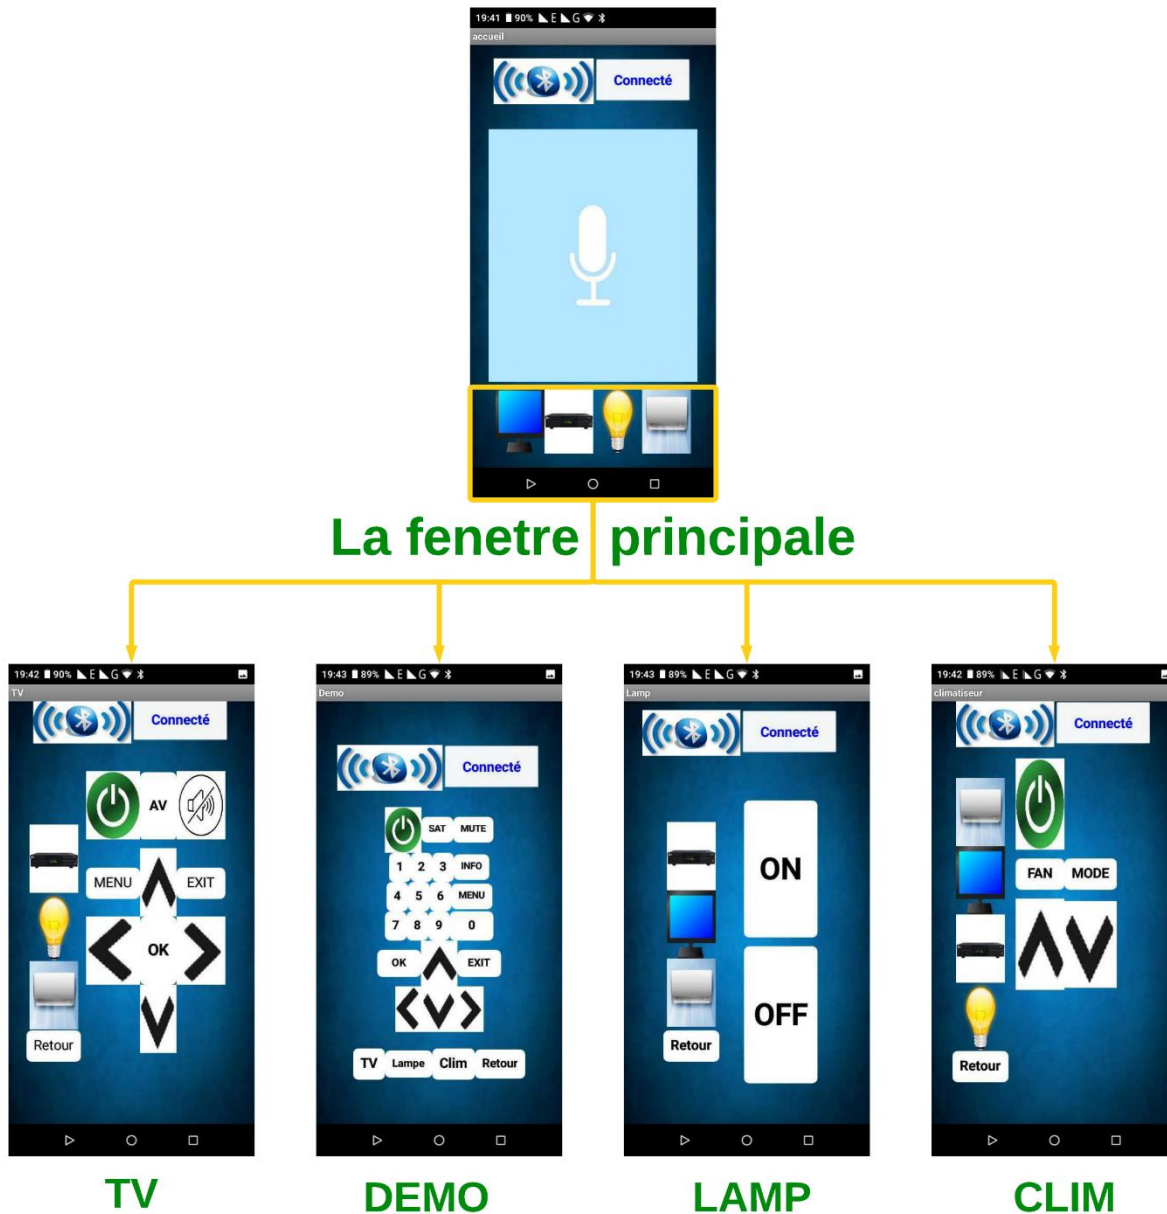 19:41 90% E G
accueil
Connecté
La fenetre principale
19:42 90% E G
TV
Connecté
AV
MENU EXIT
OK
Retour
TV
19:43 89% E G
Demo
Connecté
SAT MUTE
1 2 3 INFO
4 5 6 MENU
7 8 9 0
OK EXIT
TV Lampe Clim Retour
DEMO
19:43 89% E G
Lamp
Connecté
ON
OFF
Retour
LAMP
19:42 89% E G
climatiseur
Connecté
FAN MODE
Retour
CLIM